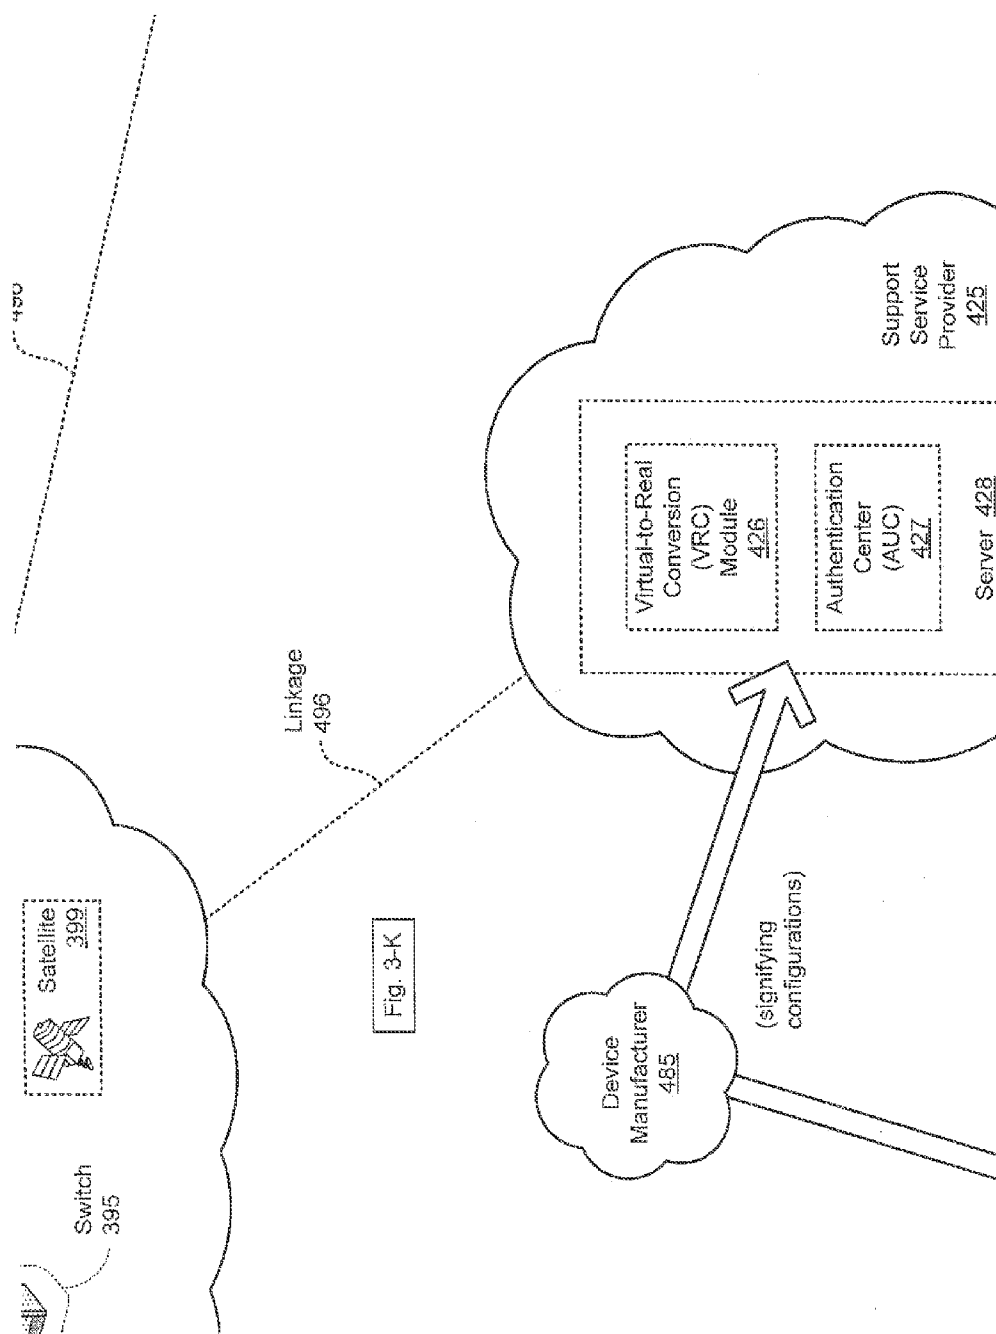 Switch
395
Satellite
399
Fig. 3-K
Linkage
496
Device
Manufacturer
485
(signifying
configurations)
Virtual-to-Real
Conversion
(VRC)
Module
426
Authentication
Center
(AUC)
427
Server 428
Support
Service
Provider
425